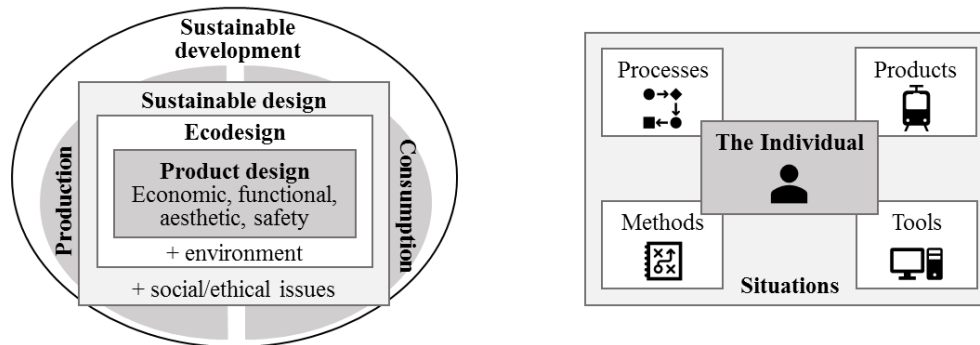 Sustainable
development
Sustainable design
Ecodesign
Product design
Economic, functional,
aesthetic, safety
+ environment
+ social/ethical issues
Production
Consumption
Processes
Products
The Individual
Methods
Tools
Situations